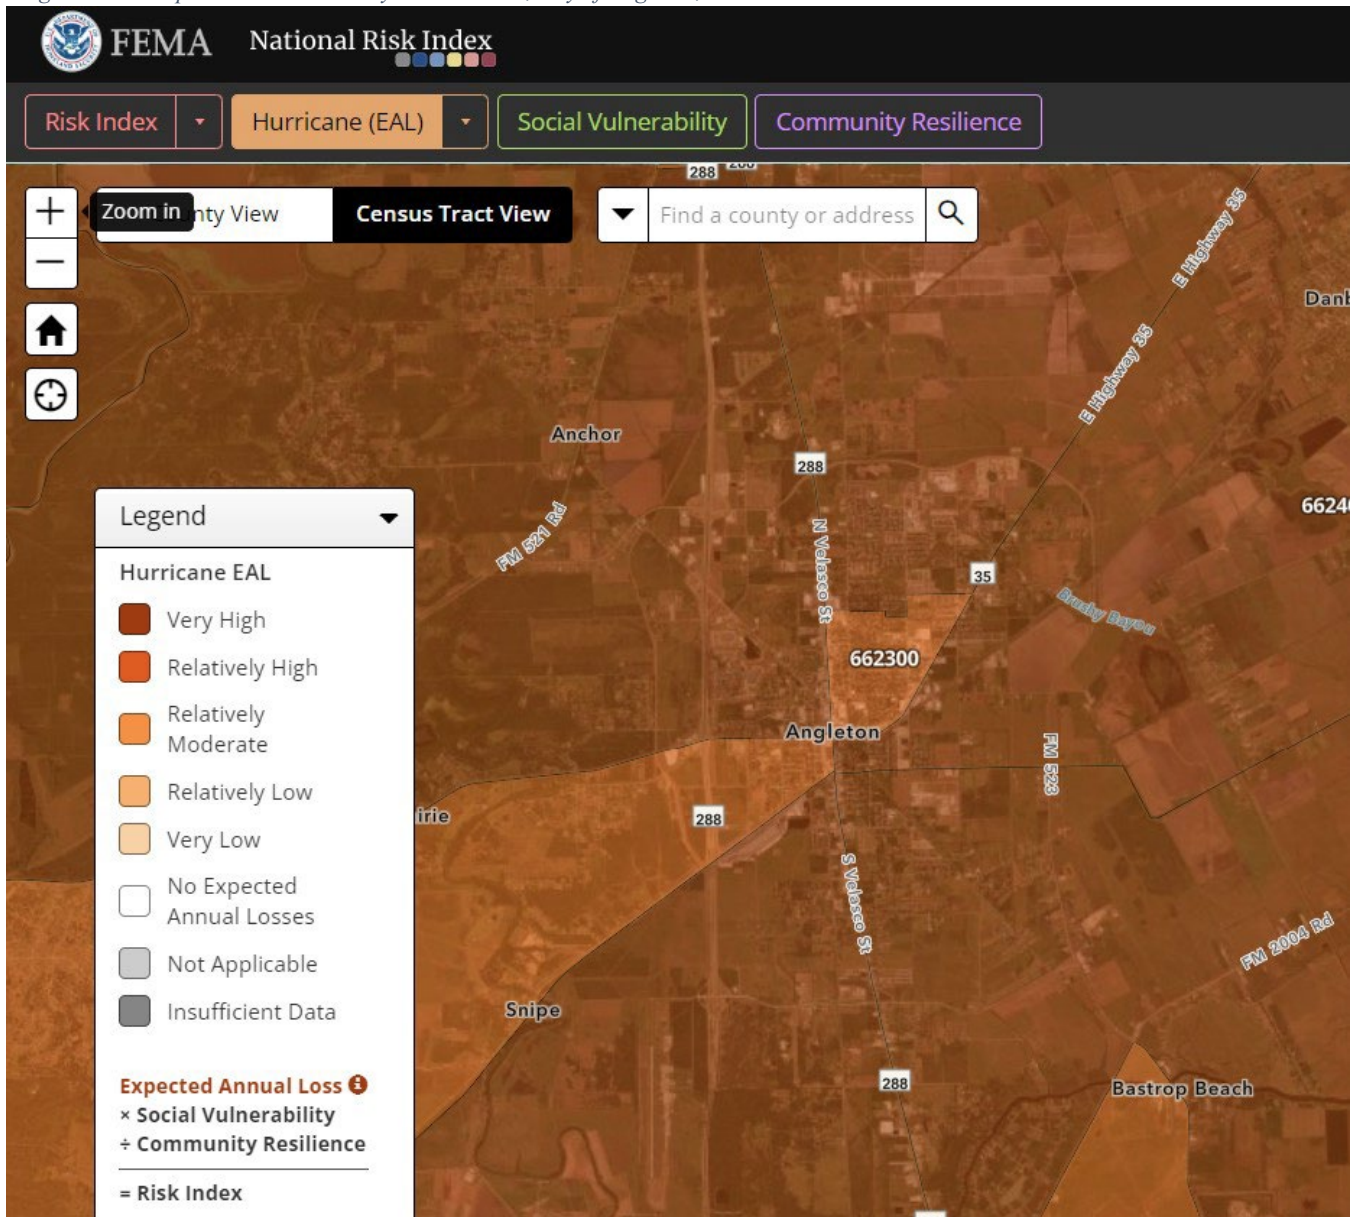 FEMA National Risk Index
Risk Index
Hurricane (EAL)
Social Vulnerability
Community Resilience
288
Zoom in
nty View
Census Tract View
Find a county or address
E Highway 35
Danb
E Highway 35
Anchor
288
66240
FM 521 Rd
N Velasco St
35
Brushy Bayou
662300
Angleton
FM 523
irie
288
S Velasco St
FM 2004 Rd
Snipe
288
Bastrop Beach
Legend
Hurricane EAL
Very High
Relatively High
Relatively
Moderate
Relatively Low
Very Low
No Expected
Annual Losses
Not Applicable
Insufficient Data
Expected Annual Loss
× Social Vulnerability
÷ Community Resilience
= Risk Index